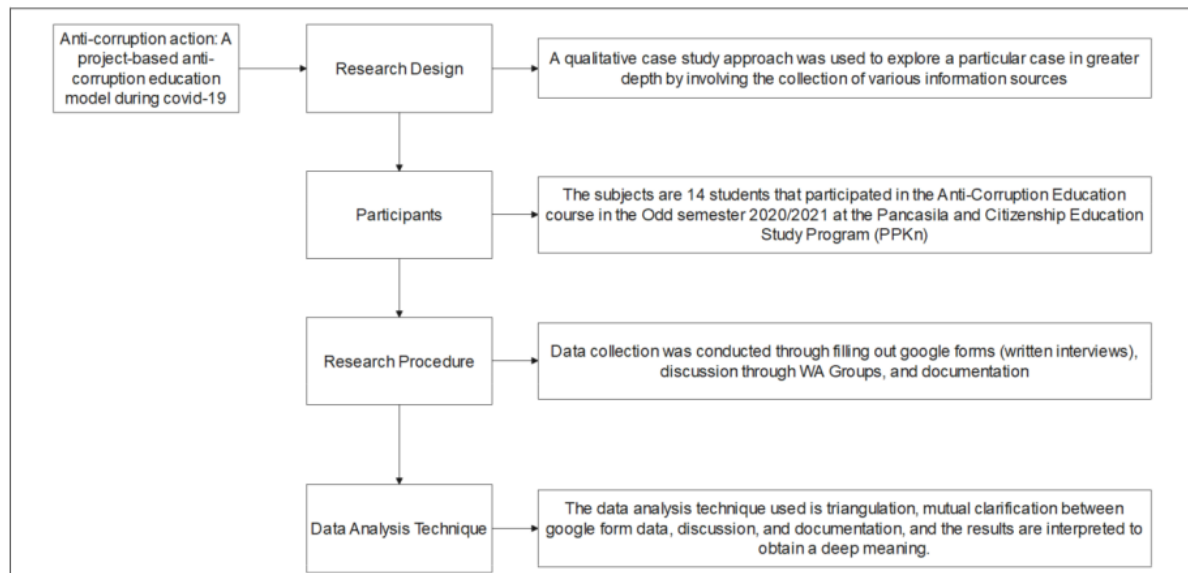 Anti-corruption action: A
project-based anti-
corruption education
model during covid-19
Research Design
A qualitative case study approach was used to explore a particular case in greater
depth by involving the collection of various information sources
Participants
The subjects are 14 students that participated in the Anti-Corruption Education
course in the Odd semester 2020/2021 at the Pancasila and Citizenship Education
Study Program (PPKn)
Research Procedure
Data collection was conducted through filling out google forms (written interviews),
discussion through WA Groups, and documentation
Data Analysis Technique
The data analysis technique used is triangulation, mutual clarification between
google form data, discussion, and documentation, and the results are interpreted to
obtain a deep meaning.